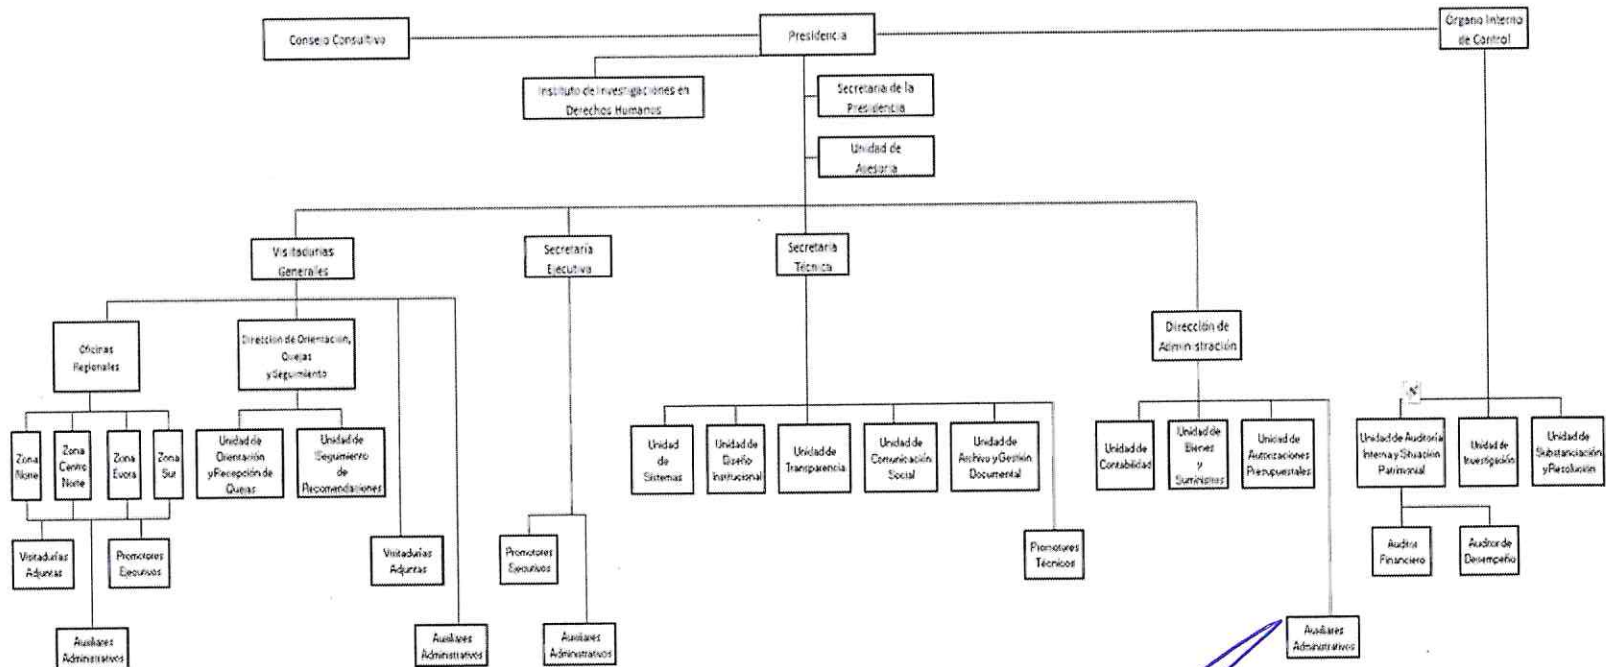 Consejo Consultivo
Presidencia
Órgano Interno
de Control
Instituto de Investigaciones en
Derechos Humanos
Secretaria de la
Presidencia
Unidad de
Asesoria
Visitadurias
Generales
Secretaría
Ejecutiva
Secretaria
Técnica
Dirección de
Administración
Oficinas
Regionales
Dirección de Orientación,
Quejas
y Seguimiento
Zona
Norte
Zona
Centro
Norte
Zona
Évora
Zona
Sur
Unidad de
Orientación
y Recepción de
Quejas
Unidad de
Seguimiento
de
Recomendaciones
Unidad
de
Sistemas
Unidad de
Diseño
Institucional
Unidad de
Transparencia
Unidad de
Comunicación
Social
Unidad de
Archivo y Gestión
Documental
Unidad de
Contabilidad
Unidad de
Bienes
y
Suministros
Unidad de
Autorizaciones
Presupuestales
Unidad de Auditoría
Interna y Situación
Patrimonial
Unidad de
Investigación
Unidad de
Substanciación
y Resolución
Visitadurías
Adjuntas
Promotores
Ejecutivos
Visitadurías
Adjuntas
Promotores
Ejecutivos
Promotores
Técnicos
Auditor
Financiero
Auditor de
Desempeño
Auxiliares
Administrativos
Auxiliares
Administrativos
Auxiliares
Administrativos
Auxiliares
Administrativos